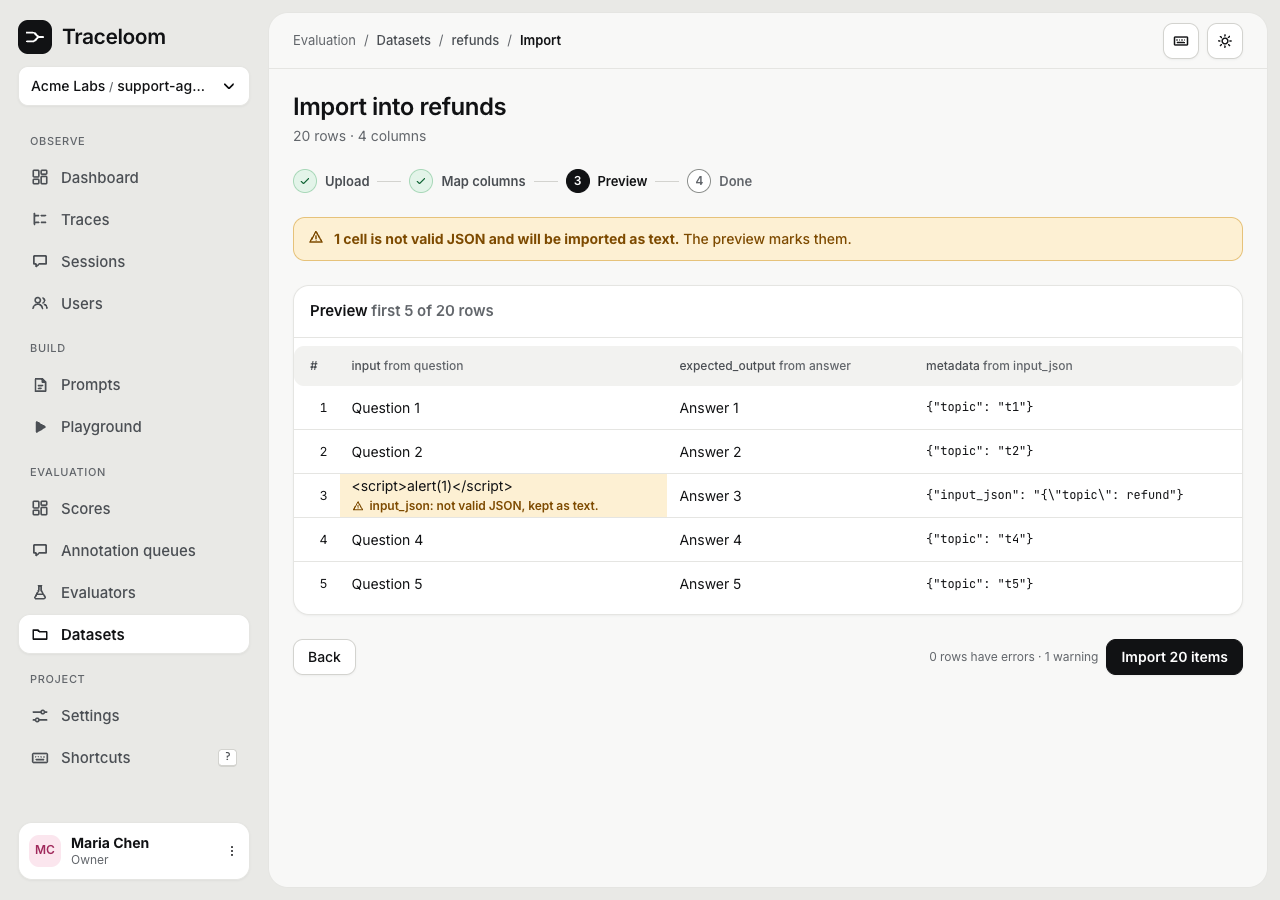 Traceloom
Acme Labs / support-ag...
OBSERVE
Dashboard
Traces
Sessions
Users
BUILD
Prompts
Playground
EVALUATION
Scores
Annotation queues
Evaluators
Datasets
PROJECT
Settings
Shortcuts ?
MC Maria Chen
Owner
Evaluation / Datasets / refunds / Import
Import into refunds
20 rows · 4 columns
Upload Map columns 3 Preview 4 Done
1 cell is not valid JSON and will be imported as text. The preview marks them.
Preview first 5 of 20 rows
# input from question expected_output from answer metadata from input_json
1 Question 1 Answer 1 {"topic": "t1"}
2 Question 2 Answer 2 {"topic": "t2"}
3 <script>alert(1)</script> Answer 3 {"input_json": "{\"topic\": refund"}
input_json: not valid JSON, kept as text.
4 Question 4 Answer 4 {"topic": "t4"}
5 Question 5 Answer 5 {"topic": "t5"}
Back 0 rows have errors · 1 warning Import 20 items